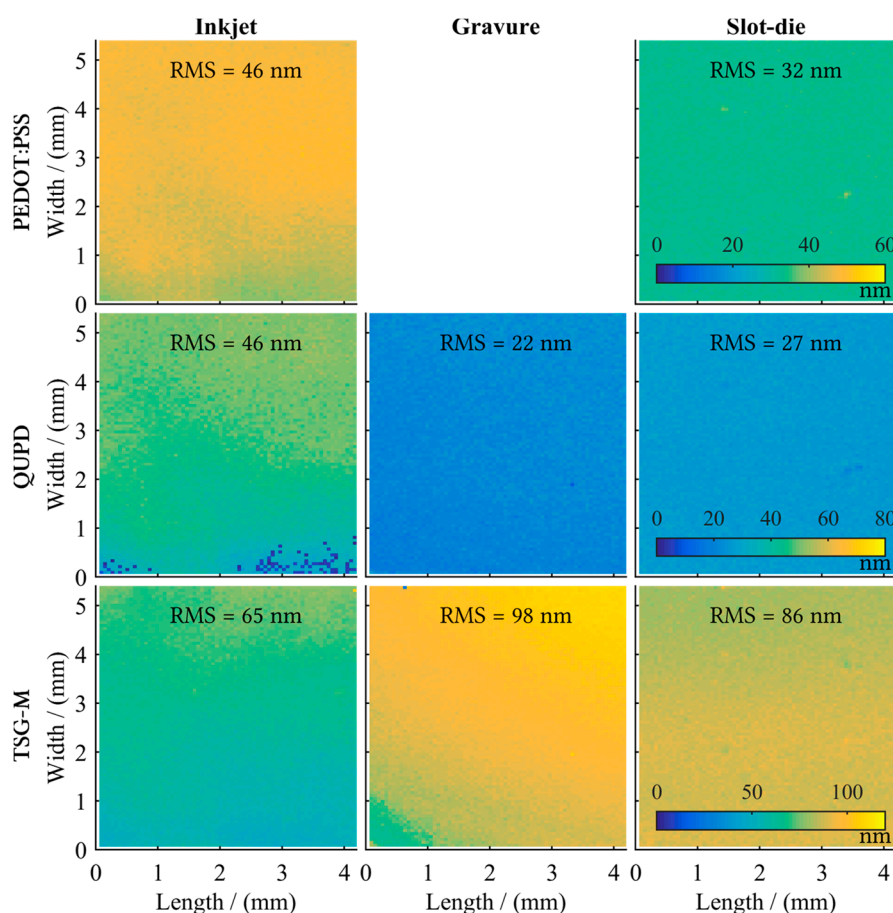 Inkjet Gravure Slot-die
PEDOT:PSS
Width / (mm)
5
4
3
2
1
0
RMS = 46 nm
RMS = 32 nm
0 20 40 60
nm
QUPD
Width / (mm)
5
4
3
2
1
0
RMS = 46 nm
RMS = 22 nm
RMS = 27 nm
0 20 40 60 80
nm
TSG-M
Width / (mm)
5
4
3
2
1
0
RMS = 65 nm
RMS = 98 nm
RMS = 86 nm
0 50 100
nm
0 1 2 3 4 0 1 2 3 4 0 1 2 3 4
Length / (mm) Length / (mm) Length / (mm)